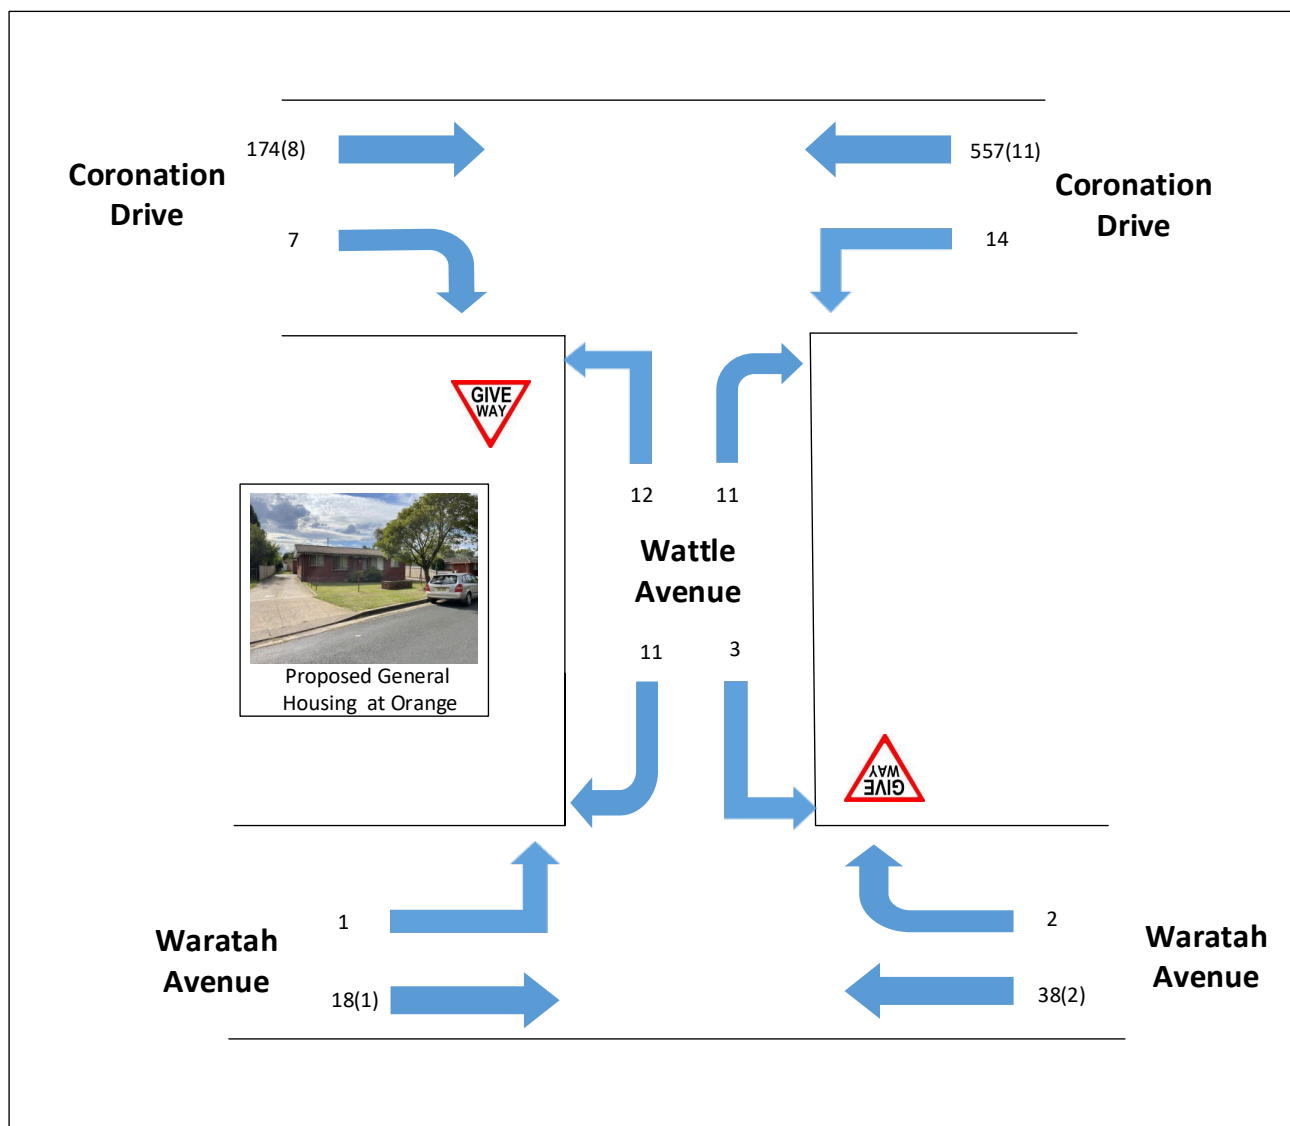 174(8)
557(11)
Coronation
Drive
Coronation
Drive
7
14
GIVE
WAY
12
11
Wattle
Avenue
11
3
Proposed General
Housing at Orange
GIVE
WAY
1
2
Waratah
Avenue
Waratah
Avenue
18(1)
38(2)